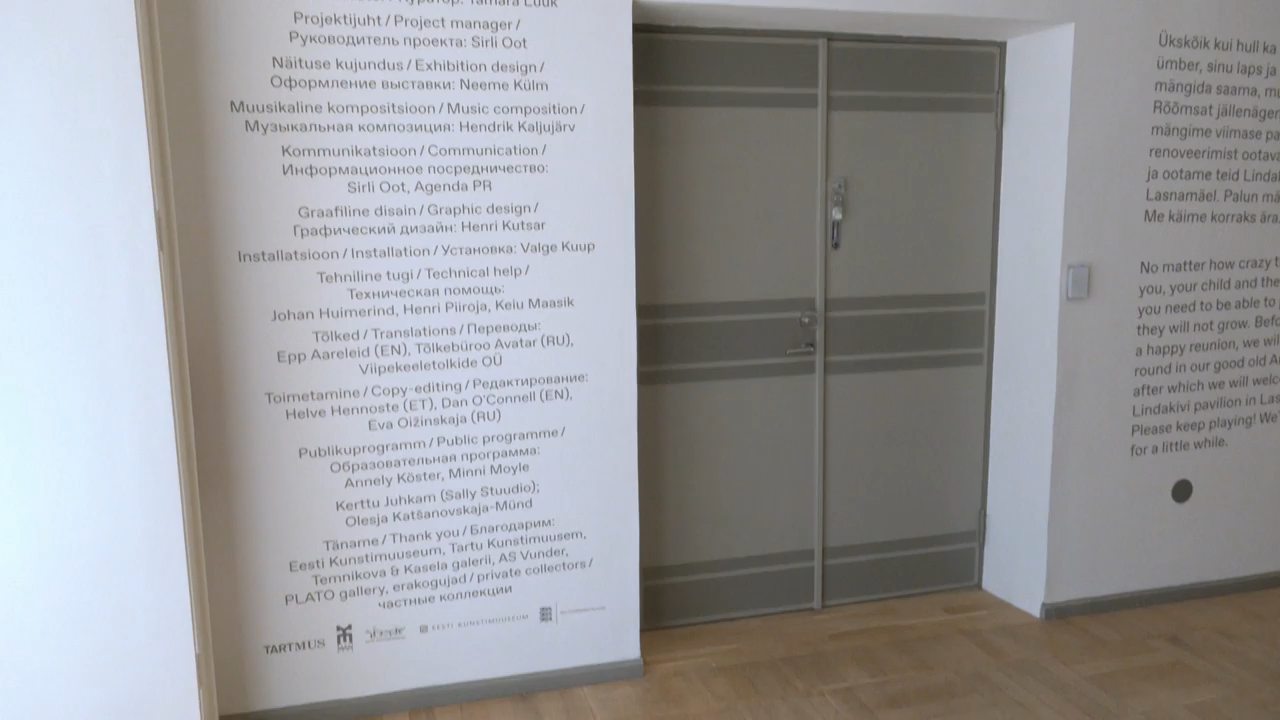 Tamara Luuk
Projektijuht / Project manager /
Руководитель проекта: Sirli Oot
Näituse kujundus / Exhibition design /
Оформление выставки: Neeme Külm
Muusikaline kompositsioon / Music composition /
Музыкальная композиция: Hendrik Kaljujärv
Kommunikatsioon / Communication /
Информационное посредничество:
Sirli Oot, Agenda PR
Graafiline disain / Graphic design /
Графический дизайн: Henri Kutsar
Installatsioon / Installation / Установка: Valge Kuup
Tehniline tugi / Technical help /
Техническая помощь:
Johan Huimerind, Henri Piiroja, Keiu Maasik
Tõlked / Translations / Переводы:
Epp Aareleid (EN), Tõlkebüroo Avatar (RU),
Viipekeeletolkide OÜ
Toimetamine / Copy-editing / Редактирование:
Helve Hennoste (ET), Dan O'Connell (EN),
Eva Oižinskaja (RU)
Publikuprogramm / Public programme /
Образовательная программа:
Annely Köster, Minni Moyle
Kerttu Juhkam (Sally Stuudio);
Olesja Katšanovskaja-Münd
Täname / Thank you / Благодарим:
Eesti Kunstimuuseum, Tartu Kunstimuusem,
Temnikova & Kasela galerii, AS Vunder,
PLATO gallery, erakogujad / private collectors /
частные коллекции
TARTMUS EESTI KUNSTIMUUSEUM
Ükskõik kui hull ka
ümber, sinu laps ja
mängida saama, mu
Rõõmsat jällenäge
mängime viimase pa
renoveerimist ootava
ja ootame teid Lindak
Lasnamäel. Palun mä
Me käime korraks ära.
No matter how crazy t
you, your child and the
you need to be able to
they will not grow. Befo
a happy reunion, we wil
round in our good old A
after which we will welc
Lindakivi pavilion in Las
Please keep playing! We
for a little while.